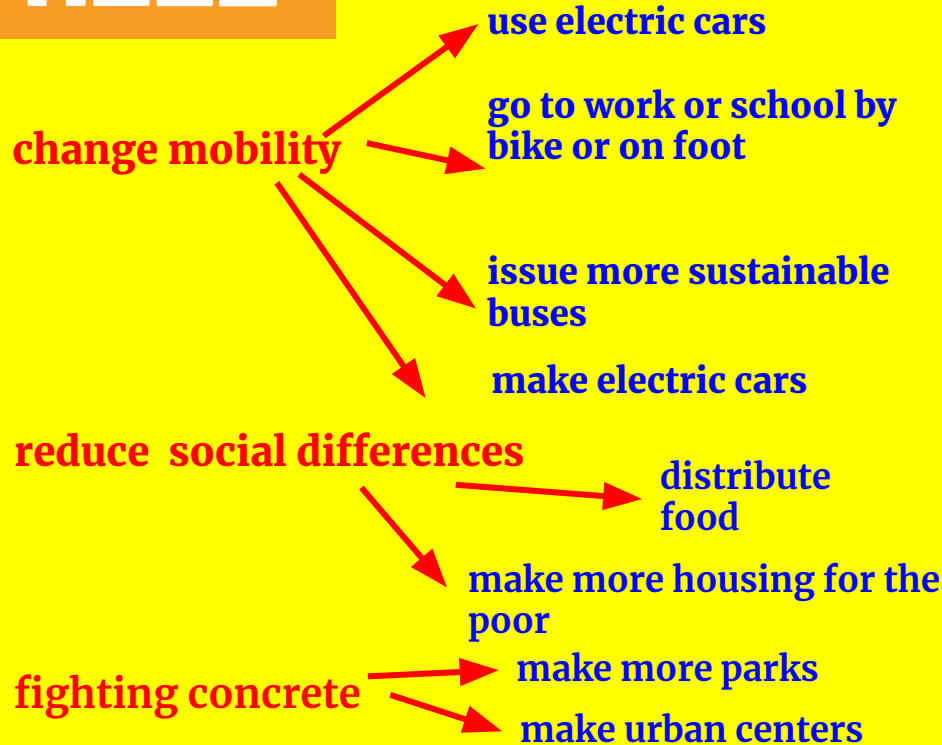 use electric cars
change mobility
go to work or school by
bike or on foot
issue more sustainable
buses
make electric cars
reduce  social differences
distribute
food
make more housing for the
poor
fighting concrete
make more parks
make urban centers